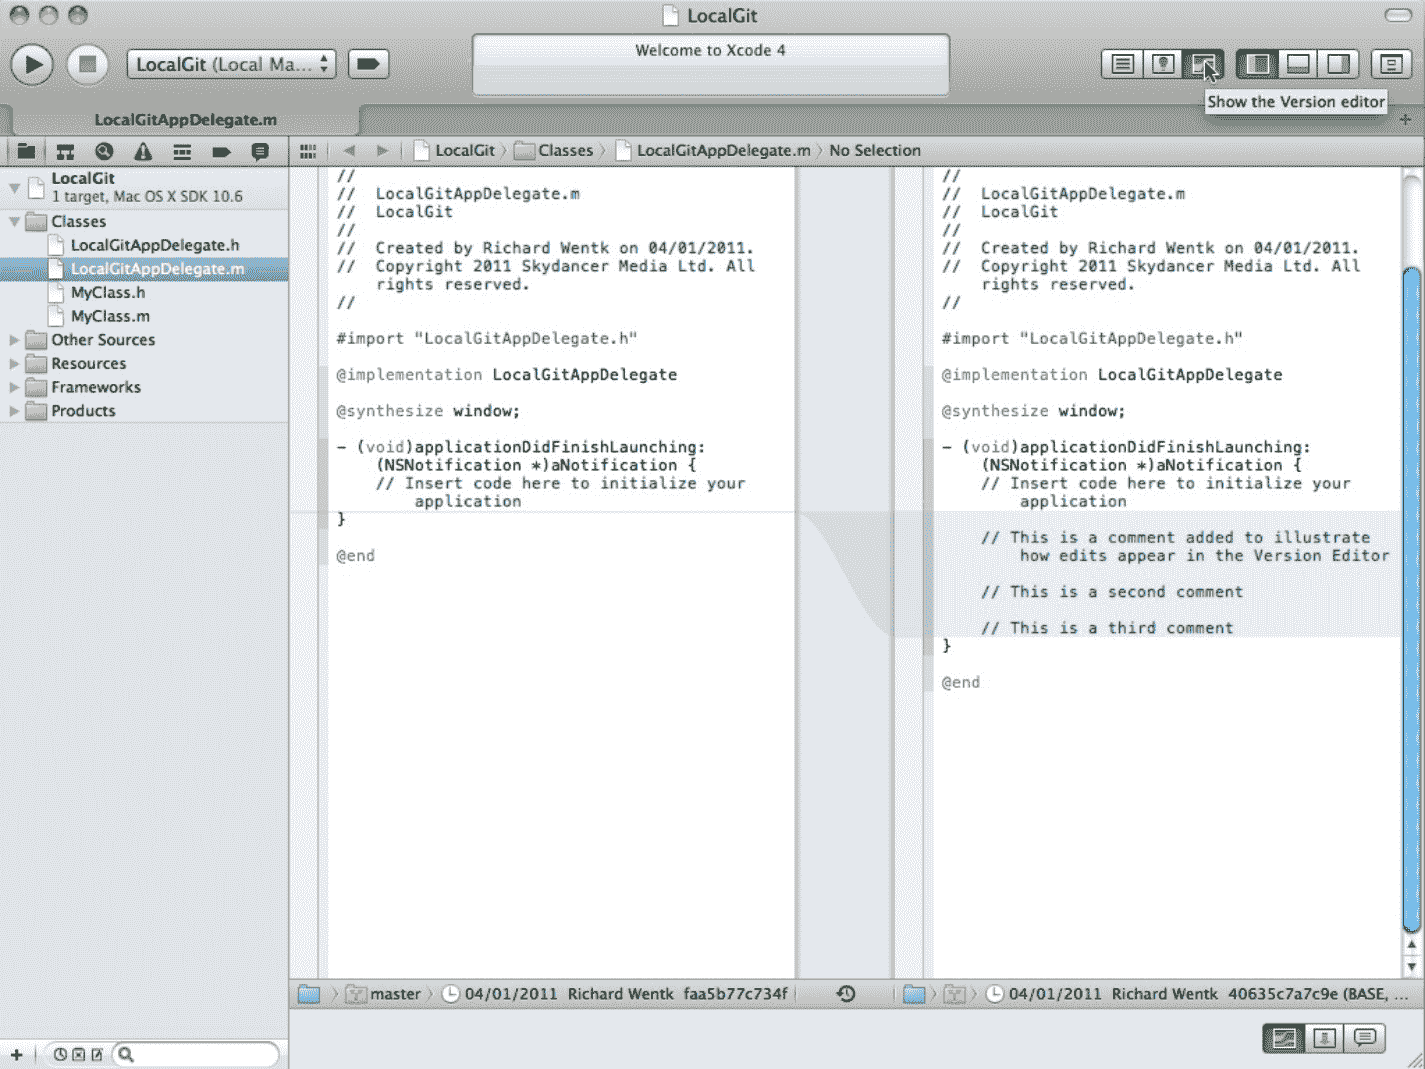 LocalGit
LocalGit (Local Ma...
Welcome to Xcode 4
Show the Version editor
LocalGitAppDelegate.m
LocalGit
Classes
LocalGitAppDelegate.m
No Selection
LocalGit
1 target, Mac OS X SDK 10.6
Classes
LocalGitAppDelegate.h
LocalGitAppDelegate.m
MyClass.h
MyClass.m
Other Sources
Resources
Frameworks
Products
//
// LocalGitAppDelegate.m
// LocalGit
//
// Created by Richard Wentk on 04/01/2011.
// Copyright 2011 Skydancer Media Ltd. All
rights reserved.
//
#import "LocalGitAppDelegate.h"
@implementation LocalGitAppDelegate
@synthesize window;
- (void)applicationDidFinishLaunching:
(NSNotification *)aNotification {
// Insert code here to initialize your
application
}
@end
//
// LocalGitAppDelegate.m
// LocalGit
//
// Created by Richard Wentk on 04/01/2011.
// Copyright 2011 Skydancer Media Ltd. All
rights reserved.
//
#import "LocalGitAppDelegate.h"
@implementation LocalGitAppDelegate
@synthesize window;
- (void)applicationDidFinishLaunching:
(NSNotification *)aNotification {
// Insert code here to initialize your
application
// This is a comment added to illustrate
how edits appear in the Version Editor
// This is a second comment
// This is a third comment
}
@end
master
04/01/2011 Richard Wentk faa5b77c734f
04/01/2011 Richard Wentk 40635c7a7c9e (BASE, ...